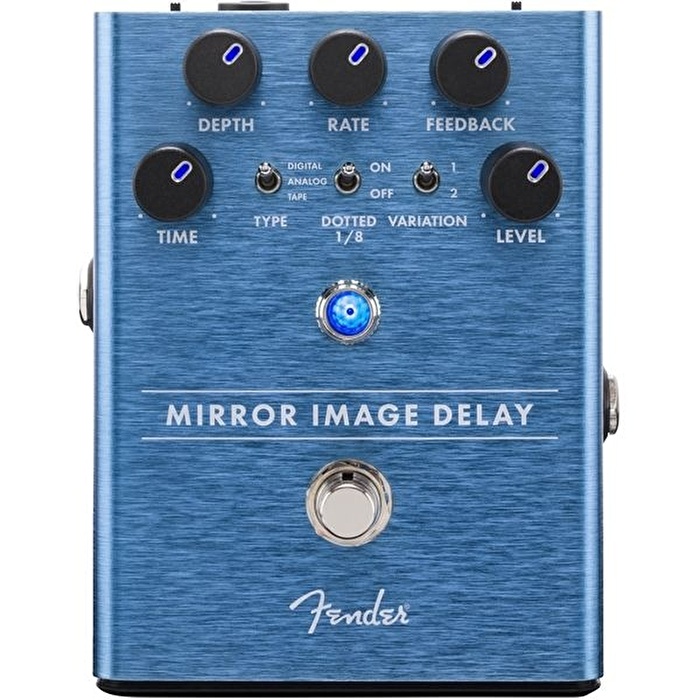 DEPTH RATE FEEDBACK
DIGITAL
ANALOG
TAPE
ON
OFF
1
2
TIME
TYPE
DOTTED
1/8
VARIATION
LEVEL
MIRROR IMAGE DELAY
Fender